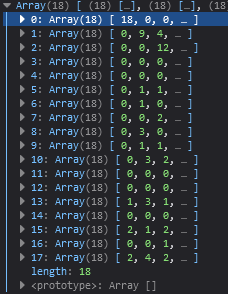 ▼ Array(18) [ (18) […], (18) […], (18) […
▶ 0: Array(18) [ 18, 0, 0, … ]
▶ 1: Array(18) [ 0, 9, 4, … ]
▶ 2: Array(18) [ 0, 0, 12, … ]
▶ 3: Array(18) [ 0, 0, 0, … ]
▶ 4: Array(18) [ 0, 0, 0, … ]
▶ 5: Array(18) [ 0, 1, 1, … ]
▶ 6: Array(18) [ 0, 1, 0, … ]
▶ 7: Array(18) [ 0, 0, 2, … ]
▶ 8: Array(18) [ 0, 3, 0, … ]
▶ 9: Array(18) [ 0, 1, 1, … ]
▶ 10: Array(18) [ 0, 3, 2, … ]
▶ 11: Array(18) [ 0, 0, 0, … ]
▶ 12: Array(18) [ 0, 0, 0, … ]
▶ 13: Array(18) [ 1, 3, 1, … ]
▶ 14: Array(18) [ 0, 0, 0, … ]
▶ 15: Array(18) [ 2, 1, 2, … ]
▶ 16: Array(18) [ 0, 0, 1, … ]
▶ 17: Array(18) [ 2, 4, 2, … ]
length: 18
▶ <prototype>: Array []